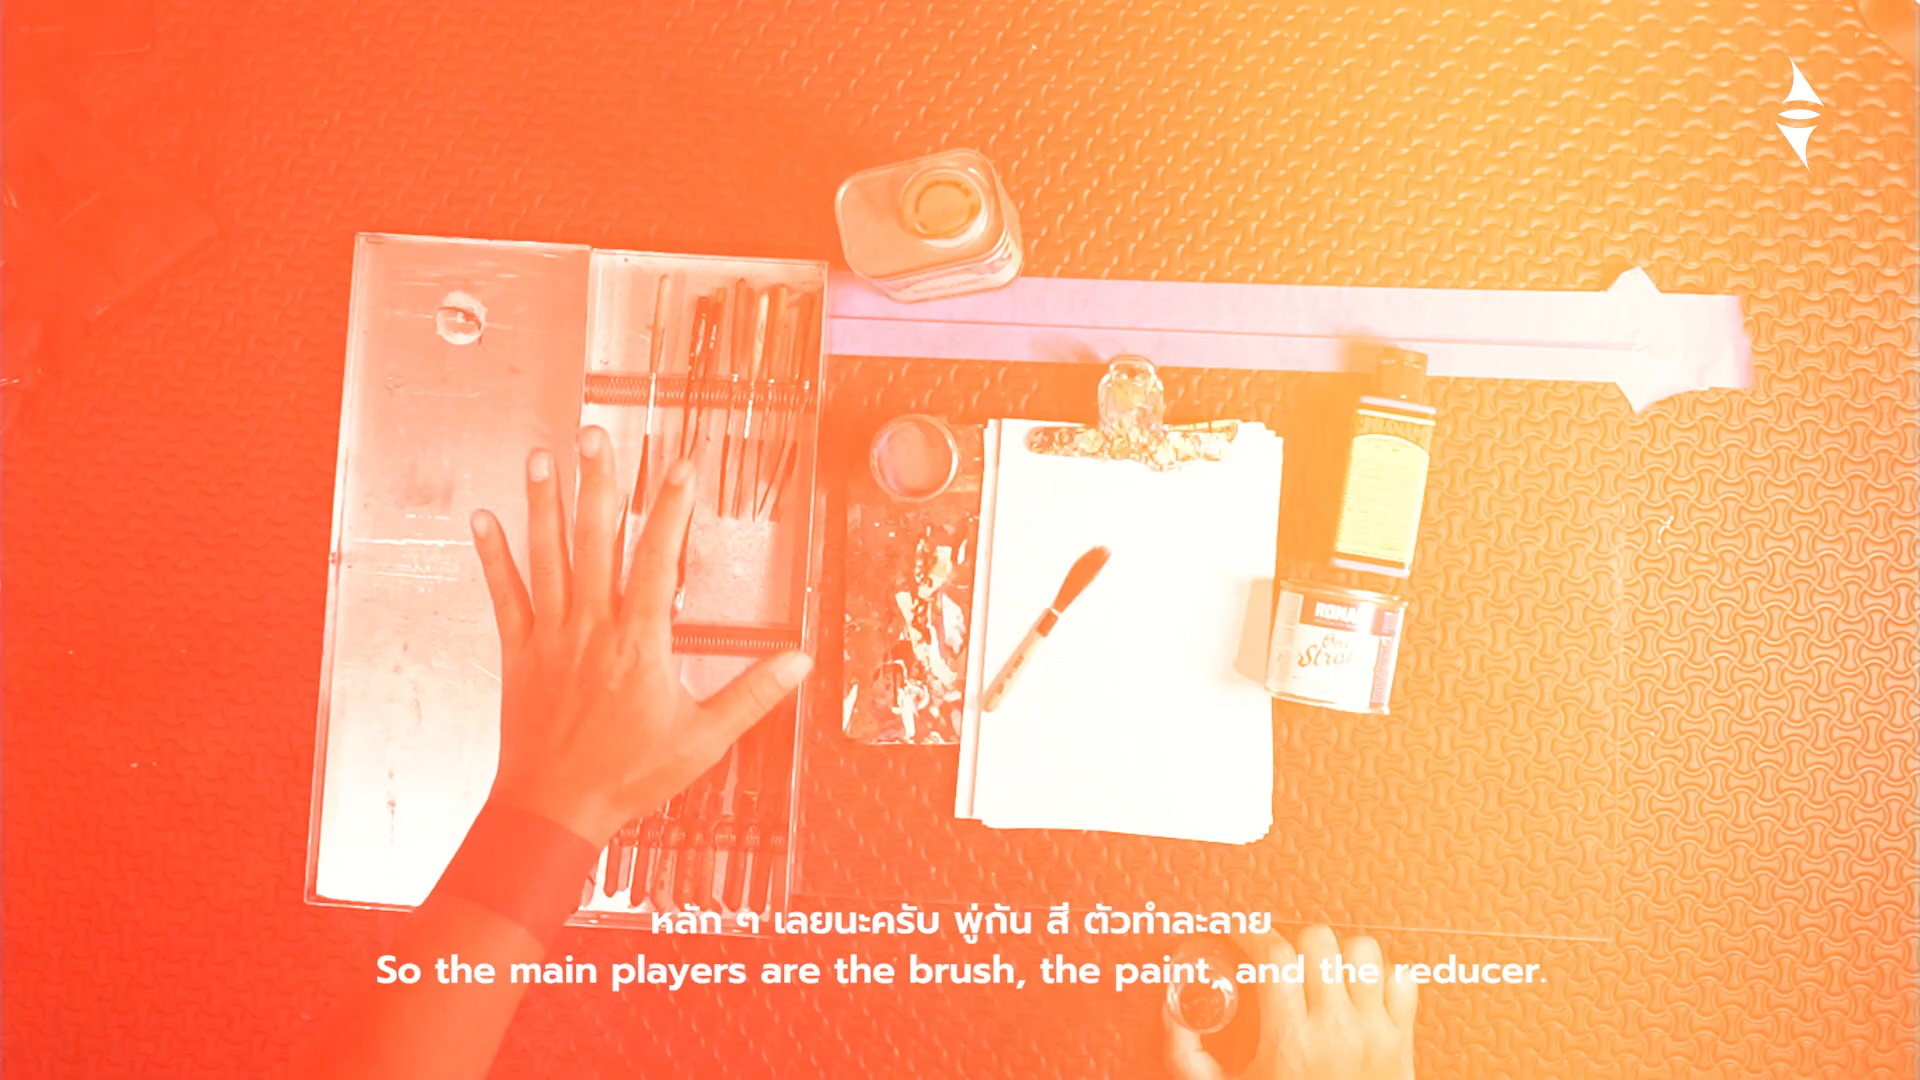 One
หลัก ๆ เลยนะครับ พู่กัน สี ตัวทำละลาย
So the main players are the brush, the paint, and the reducer.